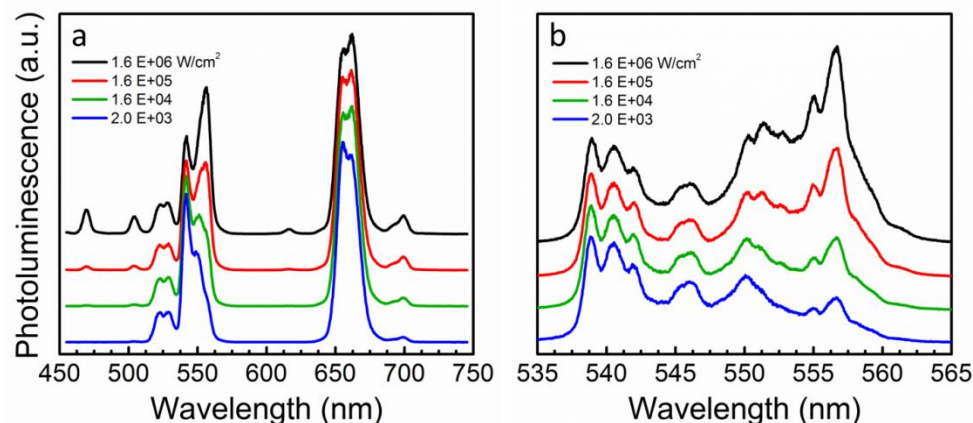 Photoluminescence (a.u.)
a
1.6 E+06 W/cm²
1.6 E+05
1.6 E+04
2.0 E+03
450 500 550 600 650 700 750
Wavelength (nm)
b
1.6 E+06 W/cm²
1.6 E+05
1.6 E+04
2.0 E+03
535 540 545 550 555 560 565
Wavelength (nm)